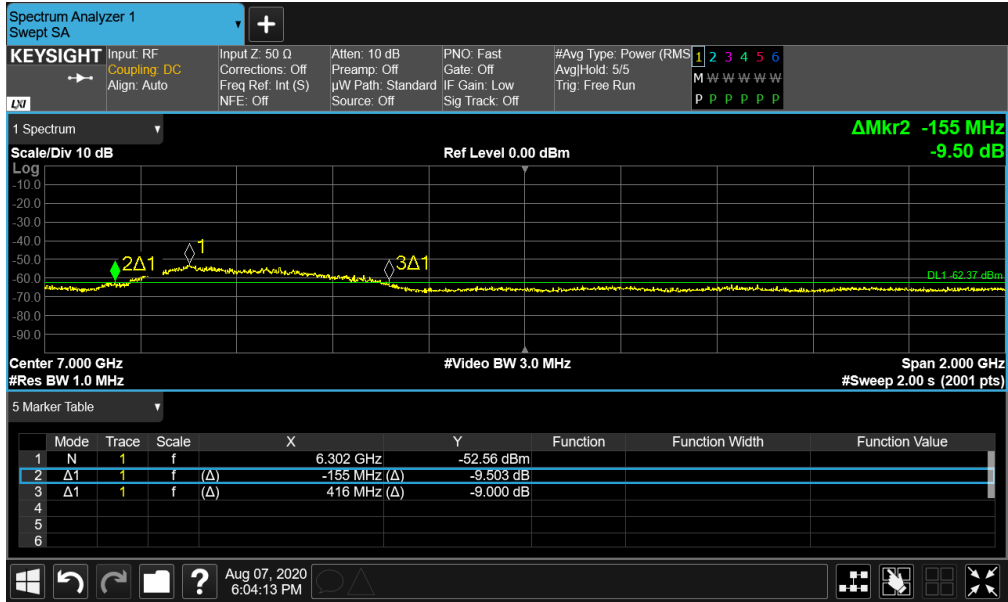 Spectrum Analyzer 1
Swept SA
+
KEYSIGHT
LXI
Input: RF
Coupling: DC
Align: Auto
Input Z: 50 Ω
Corrections: Off
Freq Ref: Int (S)
NFE: Off
Atten: 10 dB
Preamp: Off
µW Path: Standard
Source: Off
PNO: Fast
Gate: Off
IF Gain: Low
Sig Track: Off
#Avg Type: Power (RMS
Avg|Hold: 5/5
Trig: Free Run
1 2 3 4 5 6
M W W W W W
P P P P P P
1 Spectrum
ΔMkr2 -155 MHz
-9.50 dB
Scale/Div 10 dB
Ref Level 0.00 dBm
Log
-10.0
-20.0
-30.0
-40.0
-50.0
-60.0
-70.0
-80.0
-90.0
2Δ1
1
3Δ1
DL1 -62.37 dBm
Center 7.000 GHz
#Video BW 3.0 MHz
Span 2.000 GHz
#Res BW 1.0 MHz
#Sweep 2.00 s (2001 pts)
5 Marker Table
Mode Trace Scale X Y Function Function Width Function Value
1 N 1 f 6.302 GHz -52.56 dBm
2 Δ1 1 f (Δ) -155 MHz (Δ) -9.503 dB
3 Δ1 1 f (Δ) 416 MHz (Δ) -9.000 dB
4
5
6
?
Aug 07, 2020
6:04:13 PM